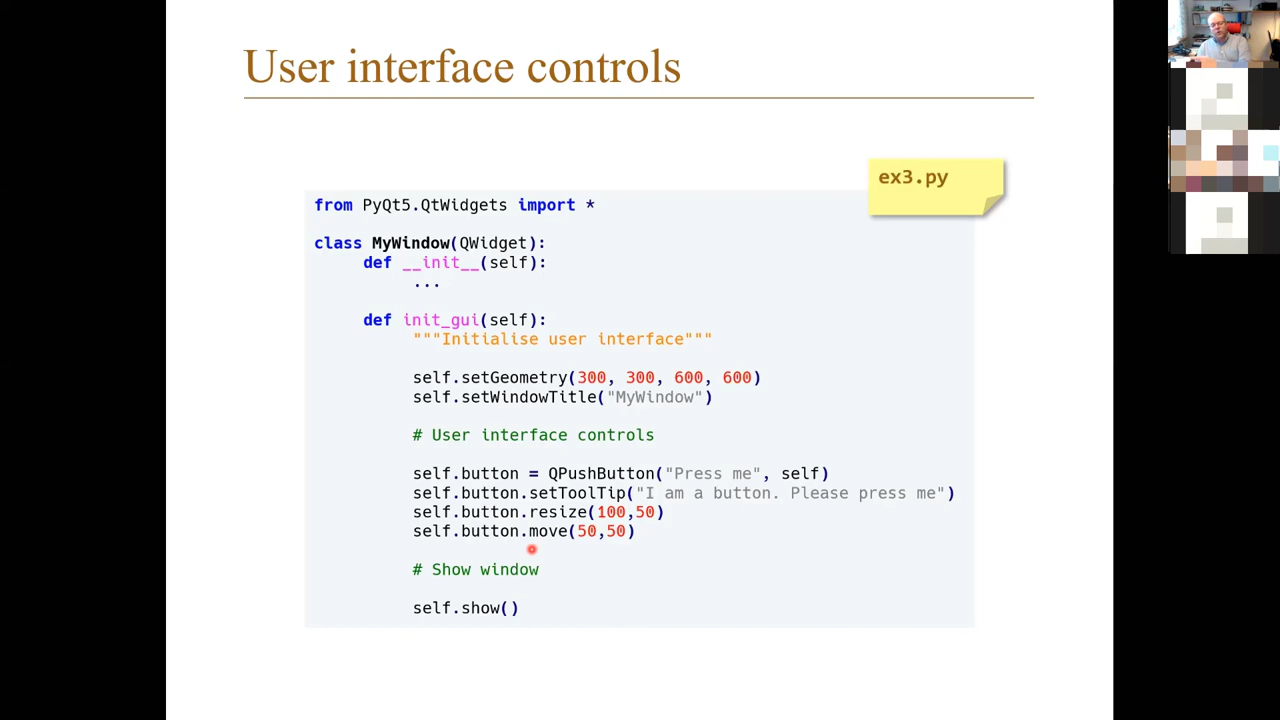 User interface controls
ex3.py
from PyQt5.QtWidgets import *
class MyWindow(QWidget):
def __init__(self):
...
def init_gui(self):
"""Initialise user interface"""
self.setGeometry(300, 300, 600, 600)
self.setWindowTitle("MyWindow")
# User interface controls
self.button = QPushButton("Press me", self)
self.button.setToolTip("I am a button. Please press me")
self.button.resize(100,50)
self.button.move(50,50)
# Show window
self.show()